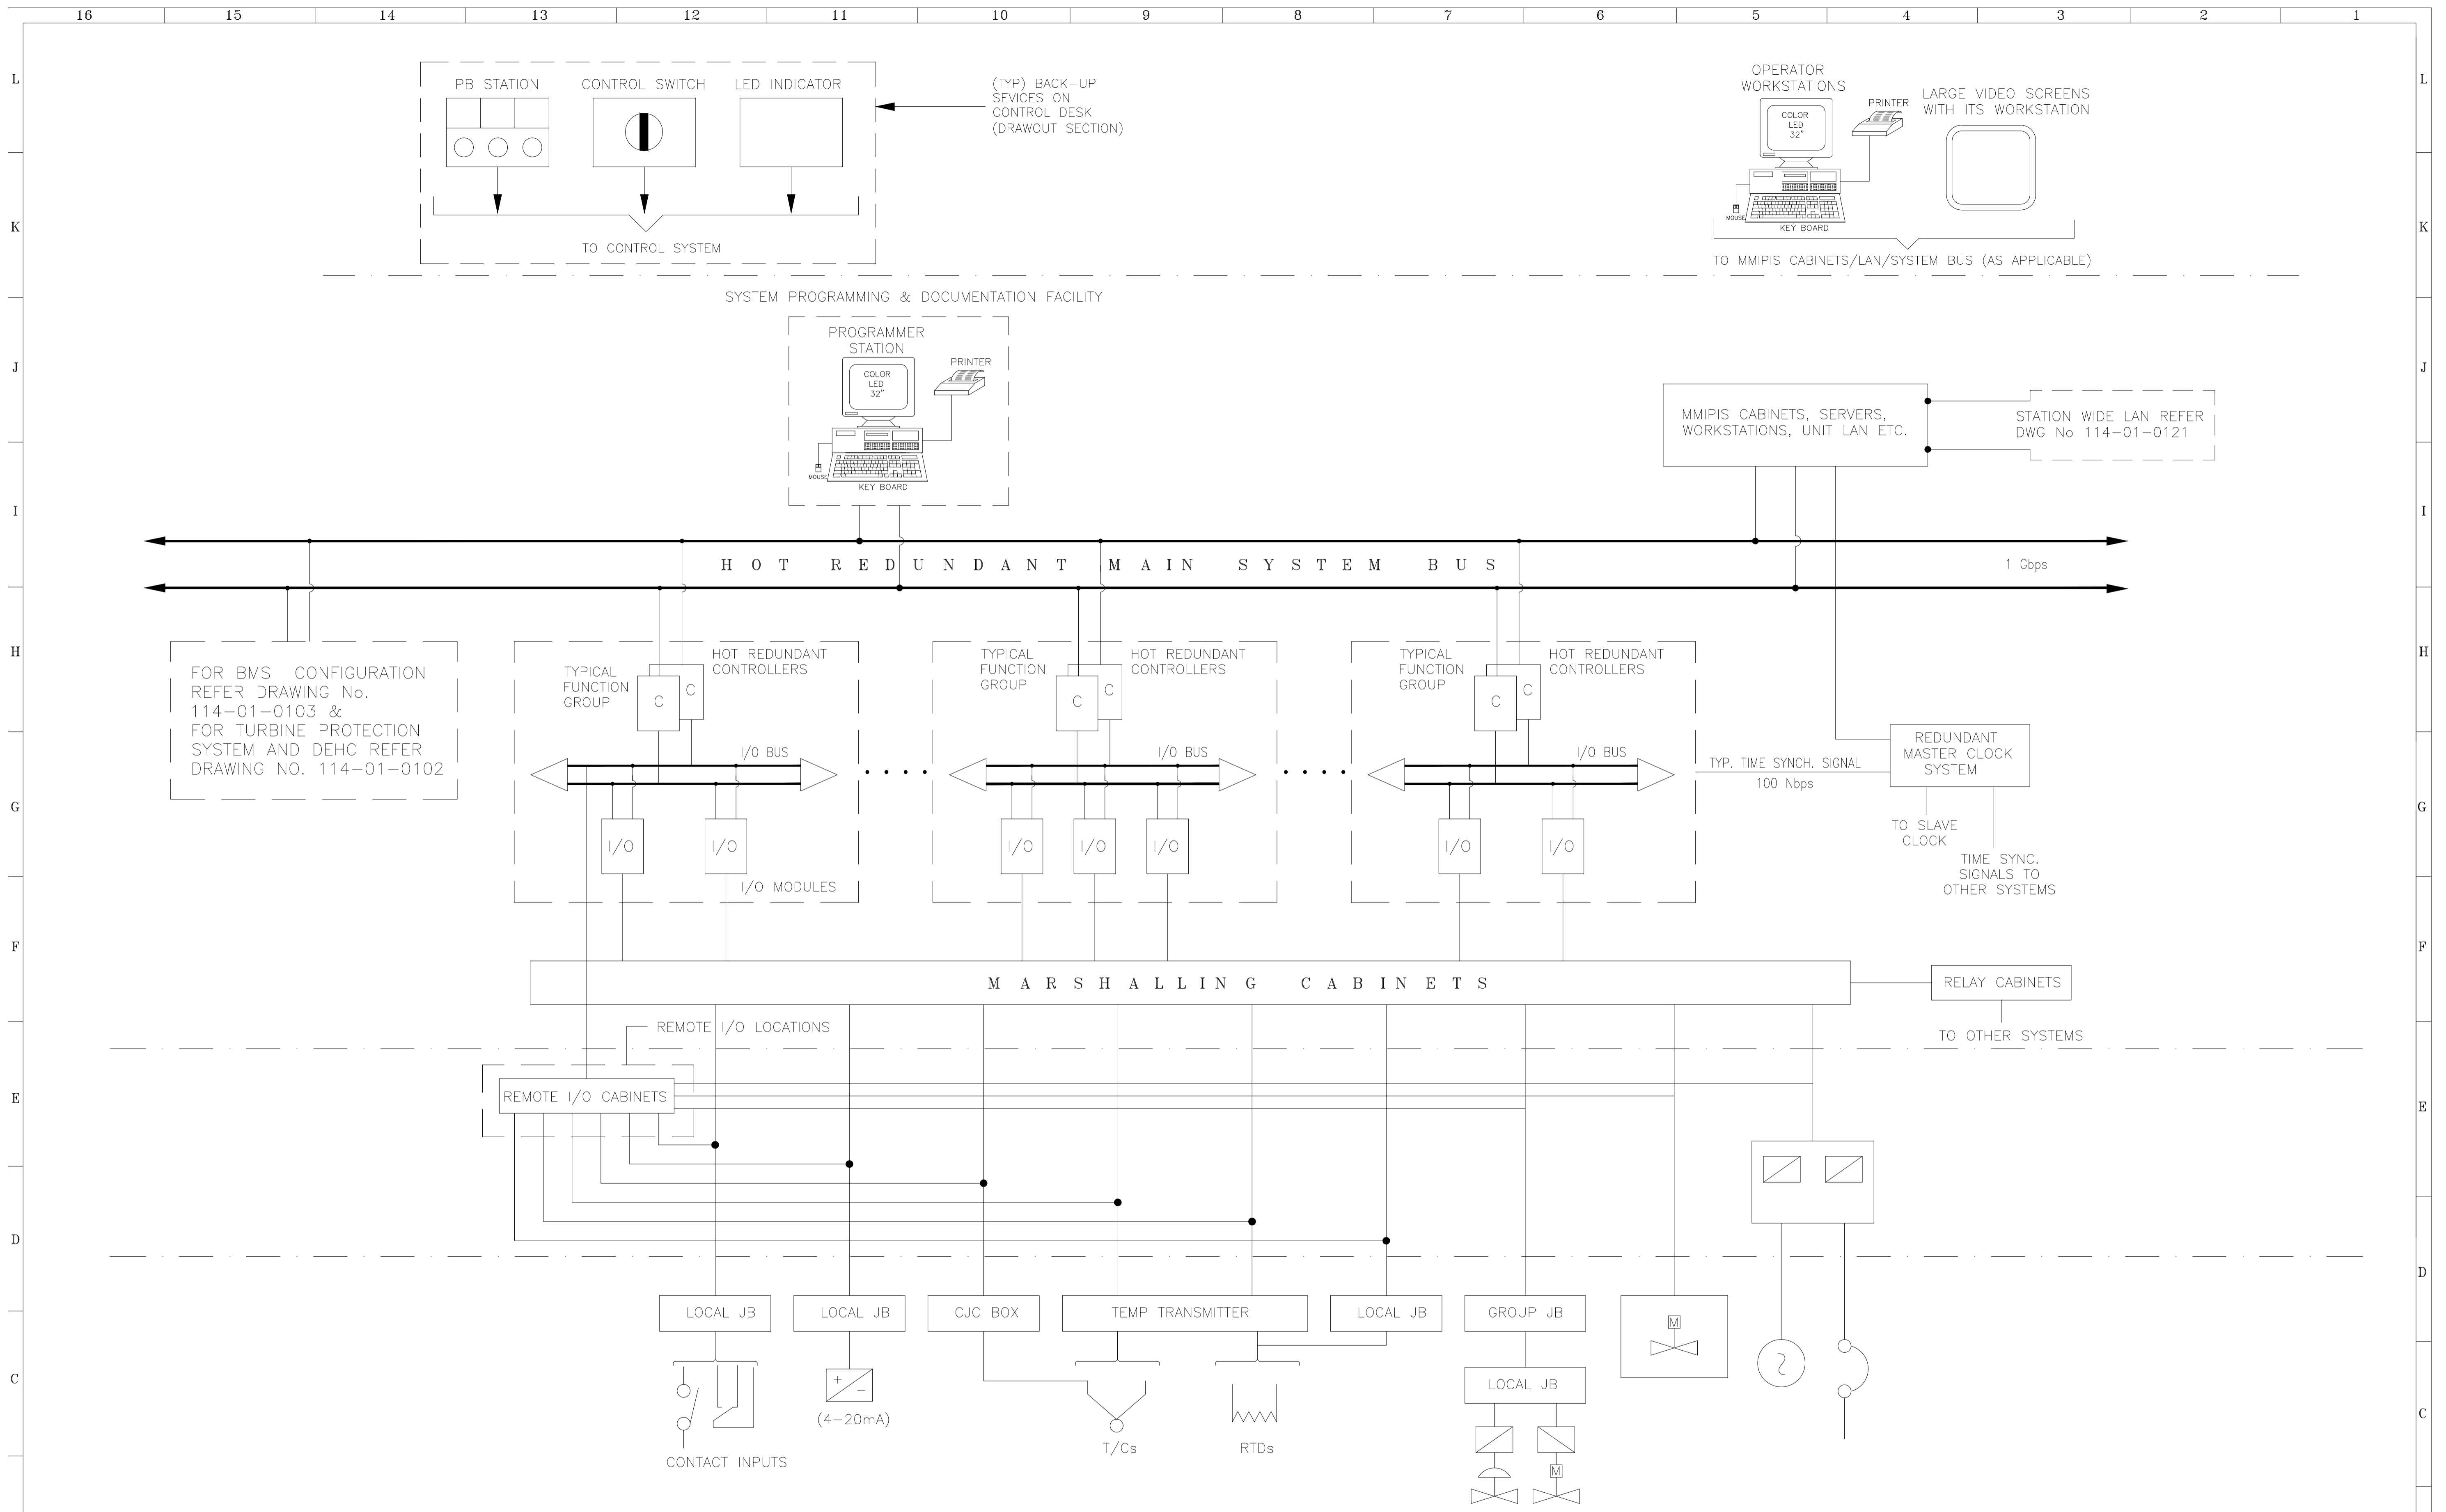 16 15 14 13 12 11 10 9 8 7 6 5 4 3 2 1
L
L
K
K
J
J
I
I
H
H
G
G
F
F
E
E
D
D
D
C
C
PB STATION
CONTROL SWITCH
LED INDICATOR
TO CONTROL SYSTEM
(TYP) BACK-UP
SEVICES ON
CONTROL DESK
(DRAWOUT SECTION)
OPERATOR
WORKSTATIONS
COLOR
LED
32"
PRINTER
MOUSE
KEY BOARD
LARGE VIDEO SCREENS
WITH ITS WORKSTATION
TO MMIPIS CABINETS/LAN/SYSTEM BUS (AS APPLICABLE)
SYSTEM PROGRAMMING & DOCUMENTATION FACILITY
PROGRAMMER
STATION
COLOR
LED
32"
PRINTER
MOUSE
KEY BOARD
MMIPIS CABINETS, SERVERS,
WORKSTATIONS, UNIT LAN ETC.
STATION WIDE LAN REFER
DWG No 114-01-0121
HOT REDUNDANT MAIN SYSTEM BUS
1 Gbps
FOR BMS CONFIGURATION
REFER DRAWING No.
114-01-0103 &
FOR TURBINE PROTECTION
SYSTEM AND DEHC REFER
DRAWING NO. 114-01-0102
TYPICAL
FUNCTION
GROUP
HOT REDUNDANT
CONTROLLERS
C
C
I/O BUS
I/O
I/O
I/O MODULES
TYPICAL
FUNCTION
GROUP
HOT REDUNDANT
CONTROLLERS
C
C
I/O BUS
I/O
I/O
I/O
TYPICAL
FUNCTION
GROUP
HOT REDUNDANT
CONTROLLERS
C
C
I/O BUS
I/O
I/O
TYP. TIME SYNCH. SIGNAL
100 Nbps
REDUNDANT
MASTER CLOCK
SYSTEM
TO SLAVE
CLOCK
TIME SYNC.
SIGNALS TO
OTHER SYSTEMS
MARSHALLING CABINETS
RELAY CABINETS
TO OTHER SYSTEMS
REMOTE I/O LOCATIONS
REMOTE I/O CABINETS
LOCAL JB
LOCAL JB
CJC BOX
TEMP TRANSMITTER
LOCAL JB
GROUP JB
M
LOCAL JB
+
-
(4-20mA)
T/Cs
RTDs
CONTACT INPUTS
M